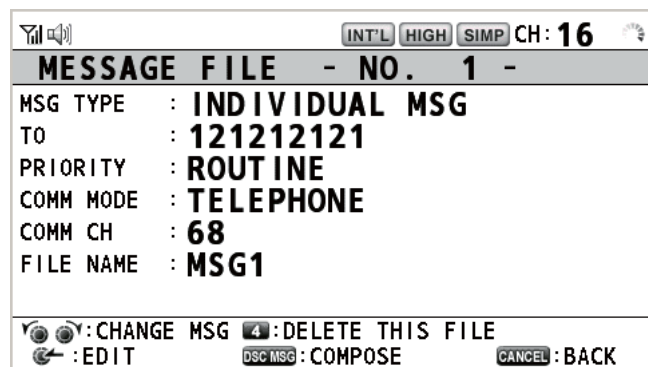 INT'L HIGH SIMP CH: 16
MESSAGE FILE - NO. 1 -
MSG TYPE : INDIVIDUAL MSG
TO : 121212121
PRIORITY : ROUTINE
COMM MODE : TELEPHONE
COMM CH : 68
FILE NAME : MSG1
:CHANGE MSG 4 :DELETE THIS FILE
:EDIT DSC MSG :COMPOSE CANCEL :BACK